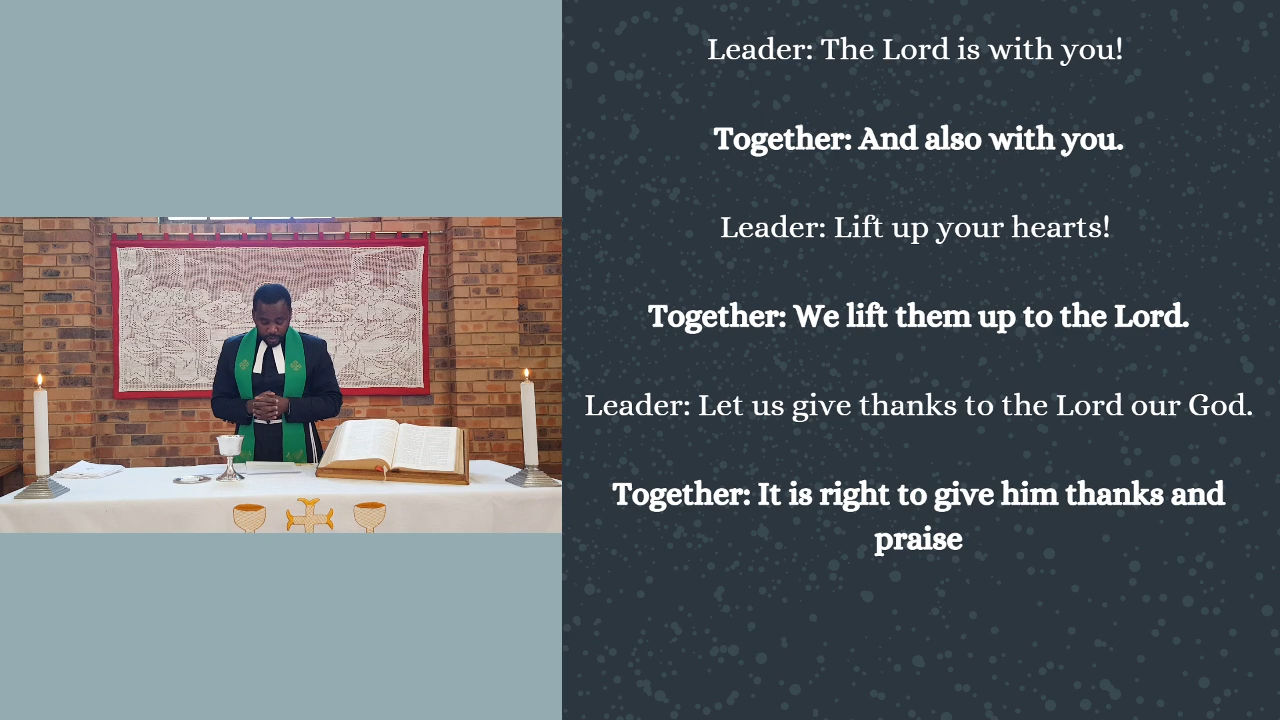 Leader: The Lord is with you!
Together: And also with you.
Leader: Lift up your hearts!
Together: We lift them up to the Lord.
Leader: Let us give thanks to the Lord our God.
Together: It is right to give him thanks and
praise